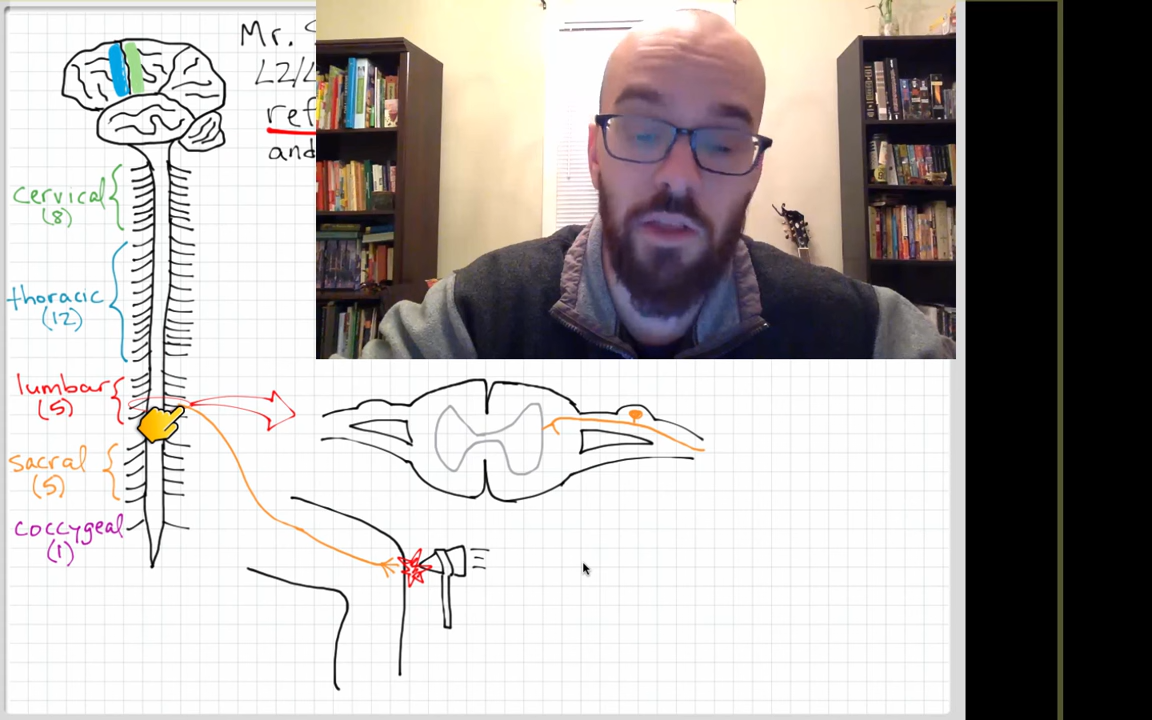 Mr.
L2/
ref
and
cervical
(8)
thoracic
(12)
lumbar
(5)
sacral
(5)
coccygeal
(1)